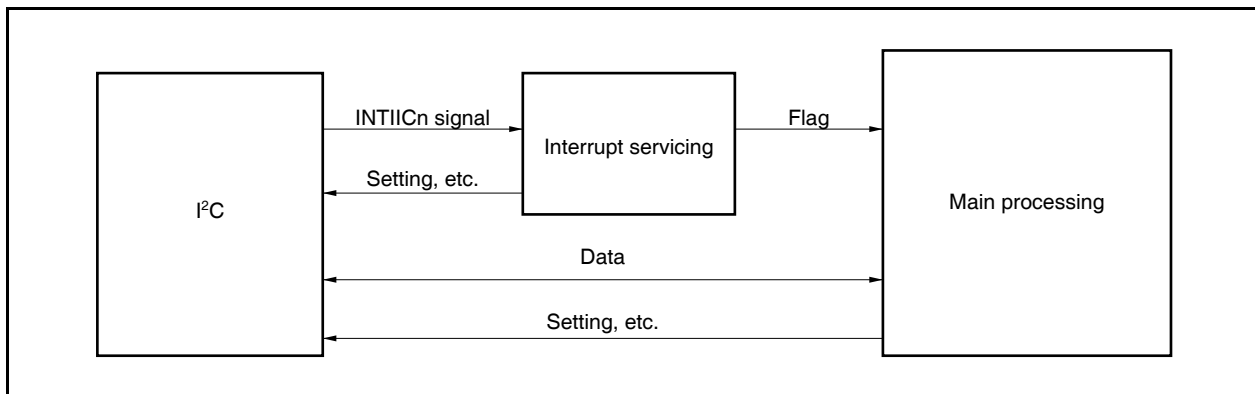 INTIICn signal
Flag
Interrupt servicing
Setting, etc.
I²C
Main processing
Data
Setting, etc.